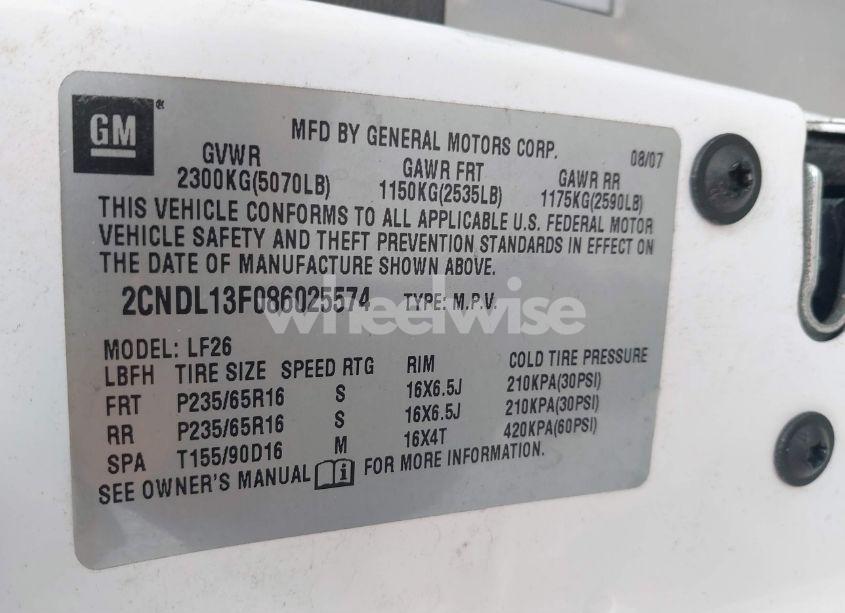 GM
MFD BY GENERAL MOTORS CORP. 08/07
GVWR GAWR FRT GAWR RR
2300KG(5070LB) 1150KG(2535LB) 1175KG(2590LB)
THIS VEHICLE CONFORMS TO ALL APPLICABLE U.S. FEDERAL MOTOR
VEHICLE SAFETY AND THEFT PREVENTION STANDARDS IN EFFECT ON
THE DATE OF MANUFACTURE SHOWN ABOVE.
2CNDL13F086025574 TYPE: M.P.V.
wheelwise
MODEL: LF26
LBFH TIRE SIZE SPEED RTG RIM COLD TIRE PRESSURE
FRT P235/65R16 S 16X6.5J 210KPA(30PSI)
RR P235/65R16 S 16X6.5J 210KPA(30PSI)
SPA T155/90D16 M 16X4T 420KPA(60PSI)
SEE OWNER'S MANUAL i FOR MORE INFORMATION.